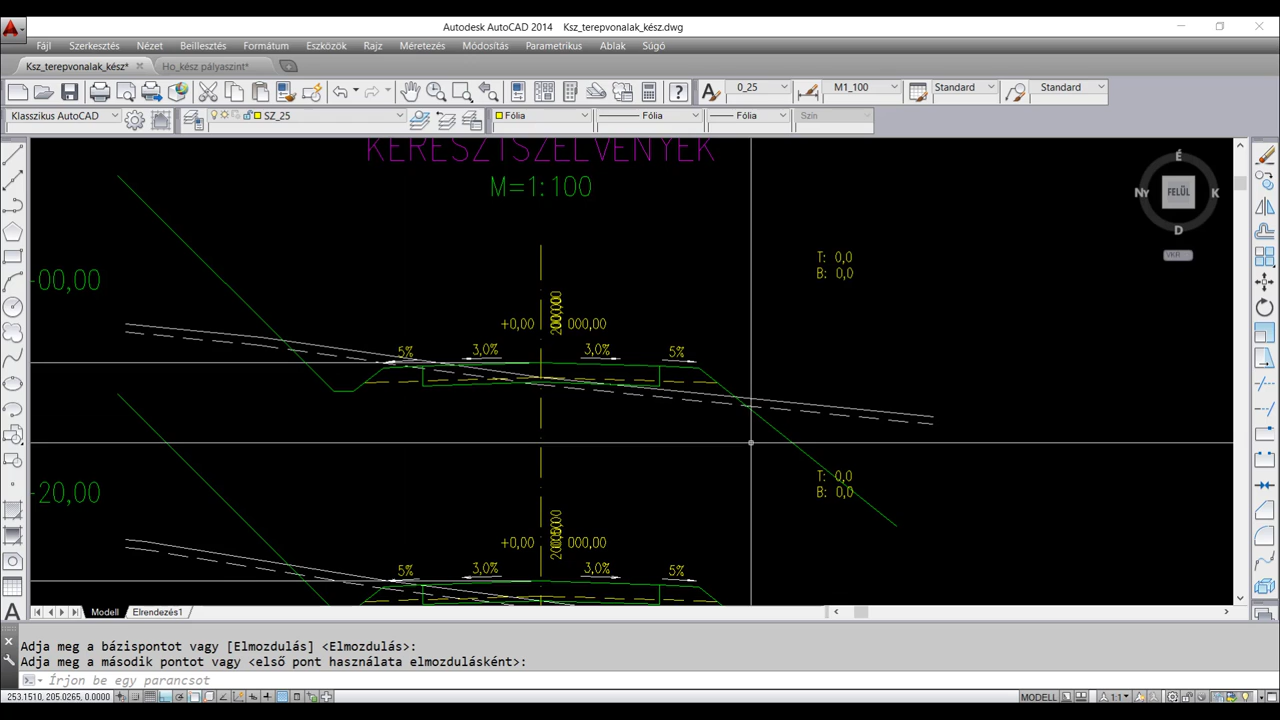 Autodesk AutoCAD 2014 Ksz_terepvonalak_kész.dwg
Fájl Szerkesztés Nézet Beillesztés Formátum Eszközök Rajz Méretezés Módosítás Parametrikus Ablak Súgó
Ksz_terepvonalak_kész* Ho_kész pályaszint*
0_25 M1_100 Standard Standard
Klasszikus AutoCAD SZ_25 Fólia Fólia Fólia Szín
KERESZTSZELVÉNYEK
M=1:100
É
Ny FELÜL K
D
VKR
T: 0,0
B: 0,0
00,00
+0,00 000,00
5% 3,0% 3,0% 5%
T: 0,0
B: 0,0
20,00
+0,00 00,00
5% 3,0% 3,0% 5%
Modell Elrendezés1
Adja meg a bázispontot vagy [Elmozdulás] <Elmozdulás>:
Adja meg a második pontot vagy <első pont használata elmozdulásként>:
Írjon be egy parancsot
253.1510, 205.0265, 0.0000 MODELL 1:1